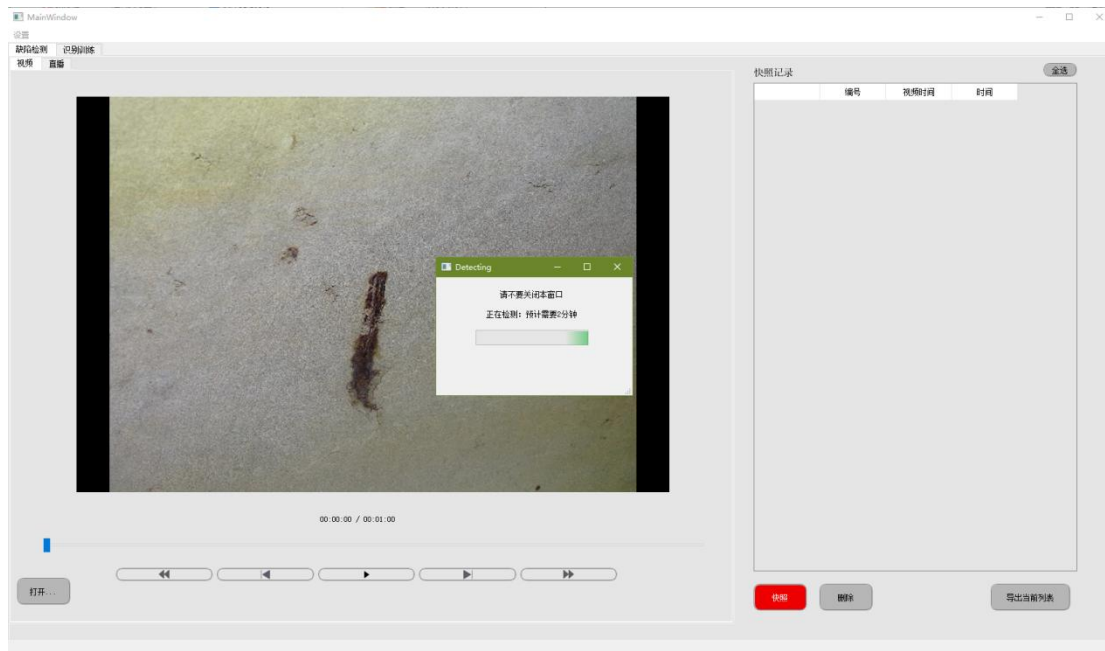 MainWindow
设置
缺陷检测 识别训练
视频 直播
快照记录
全选
编号 视频时间 时间
Detecting
请不要关闭本窗口
正在检测：预计需要2分钟
00:00:00 / 00:01:00
打开...
快照 删除 导出当前列表